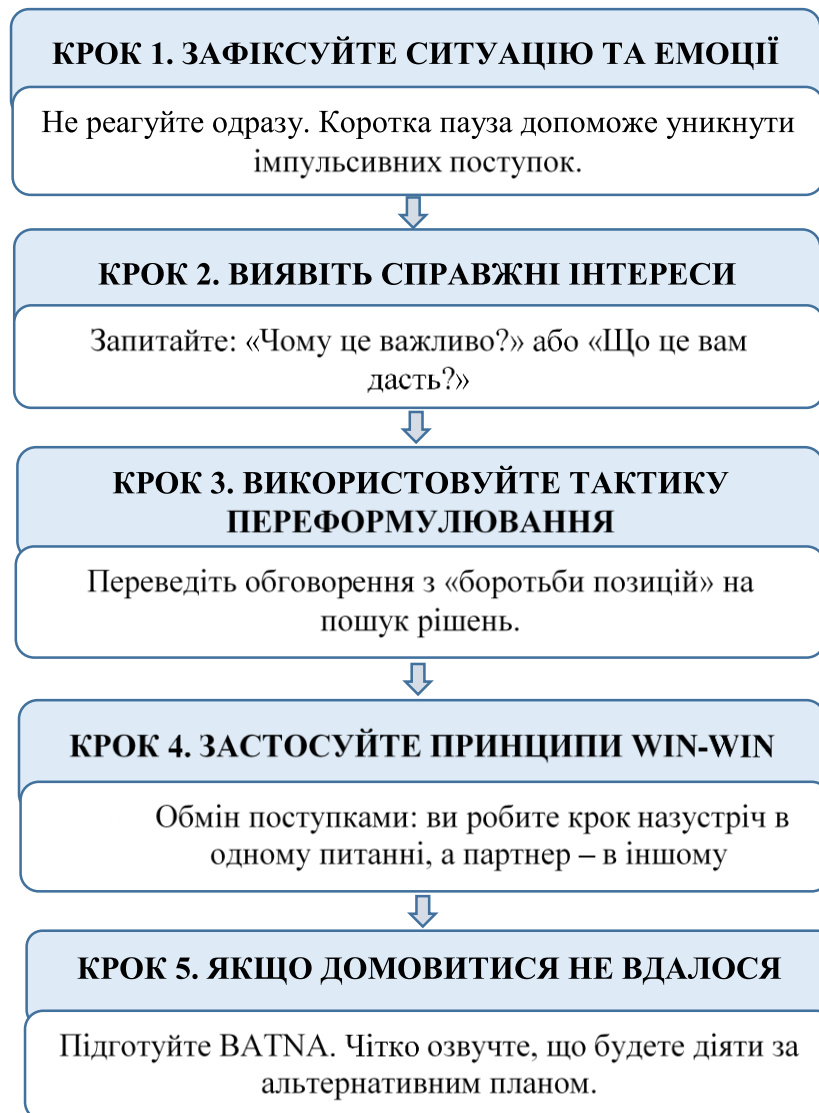 КРОК 1. ЗАФІКСУЙТЕ СИТУАЦІЮ ТА ЕМОЦІЇ
Не реагуйте одразу. Коротка пауза допоможе уникнути
імпульсивних поступок.
КРОК 2. ВИЯВІТЬ СПРАВЖНІ ІНТЕРЕСИ
Запитайте: «Чому це важливо?» або «Що це вам
дасть?»
КРОК 3. ВИКОРИСТОВУЙТЕ ТАКТИКУ
ПЕРЕФОРМУЛЮВАННЯ
Переведіть обговорення з «боротьби позицій» на
пошук рішень.
КРОК 4. ЗАСТОСУЙТЕ ПРИНЦИПИ WIN-WIN
Обмін поступками: ви робите крок назустріч в
одному питанні, а партнер – в іншому
КРОК 5. ЯКЩО ДОМОВИТИСЯ НЕ ВДАЛОСЯ
Підготуйте BATNA. Чітко озвучте, що будете діяти за
альтернативним планом.